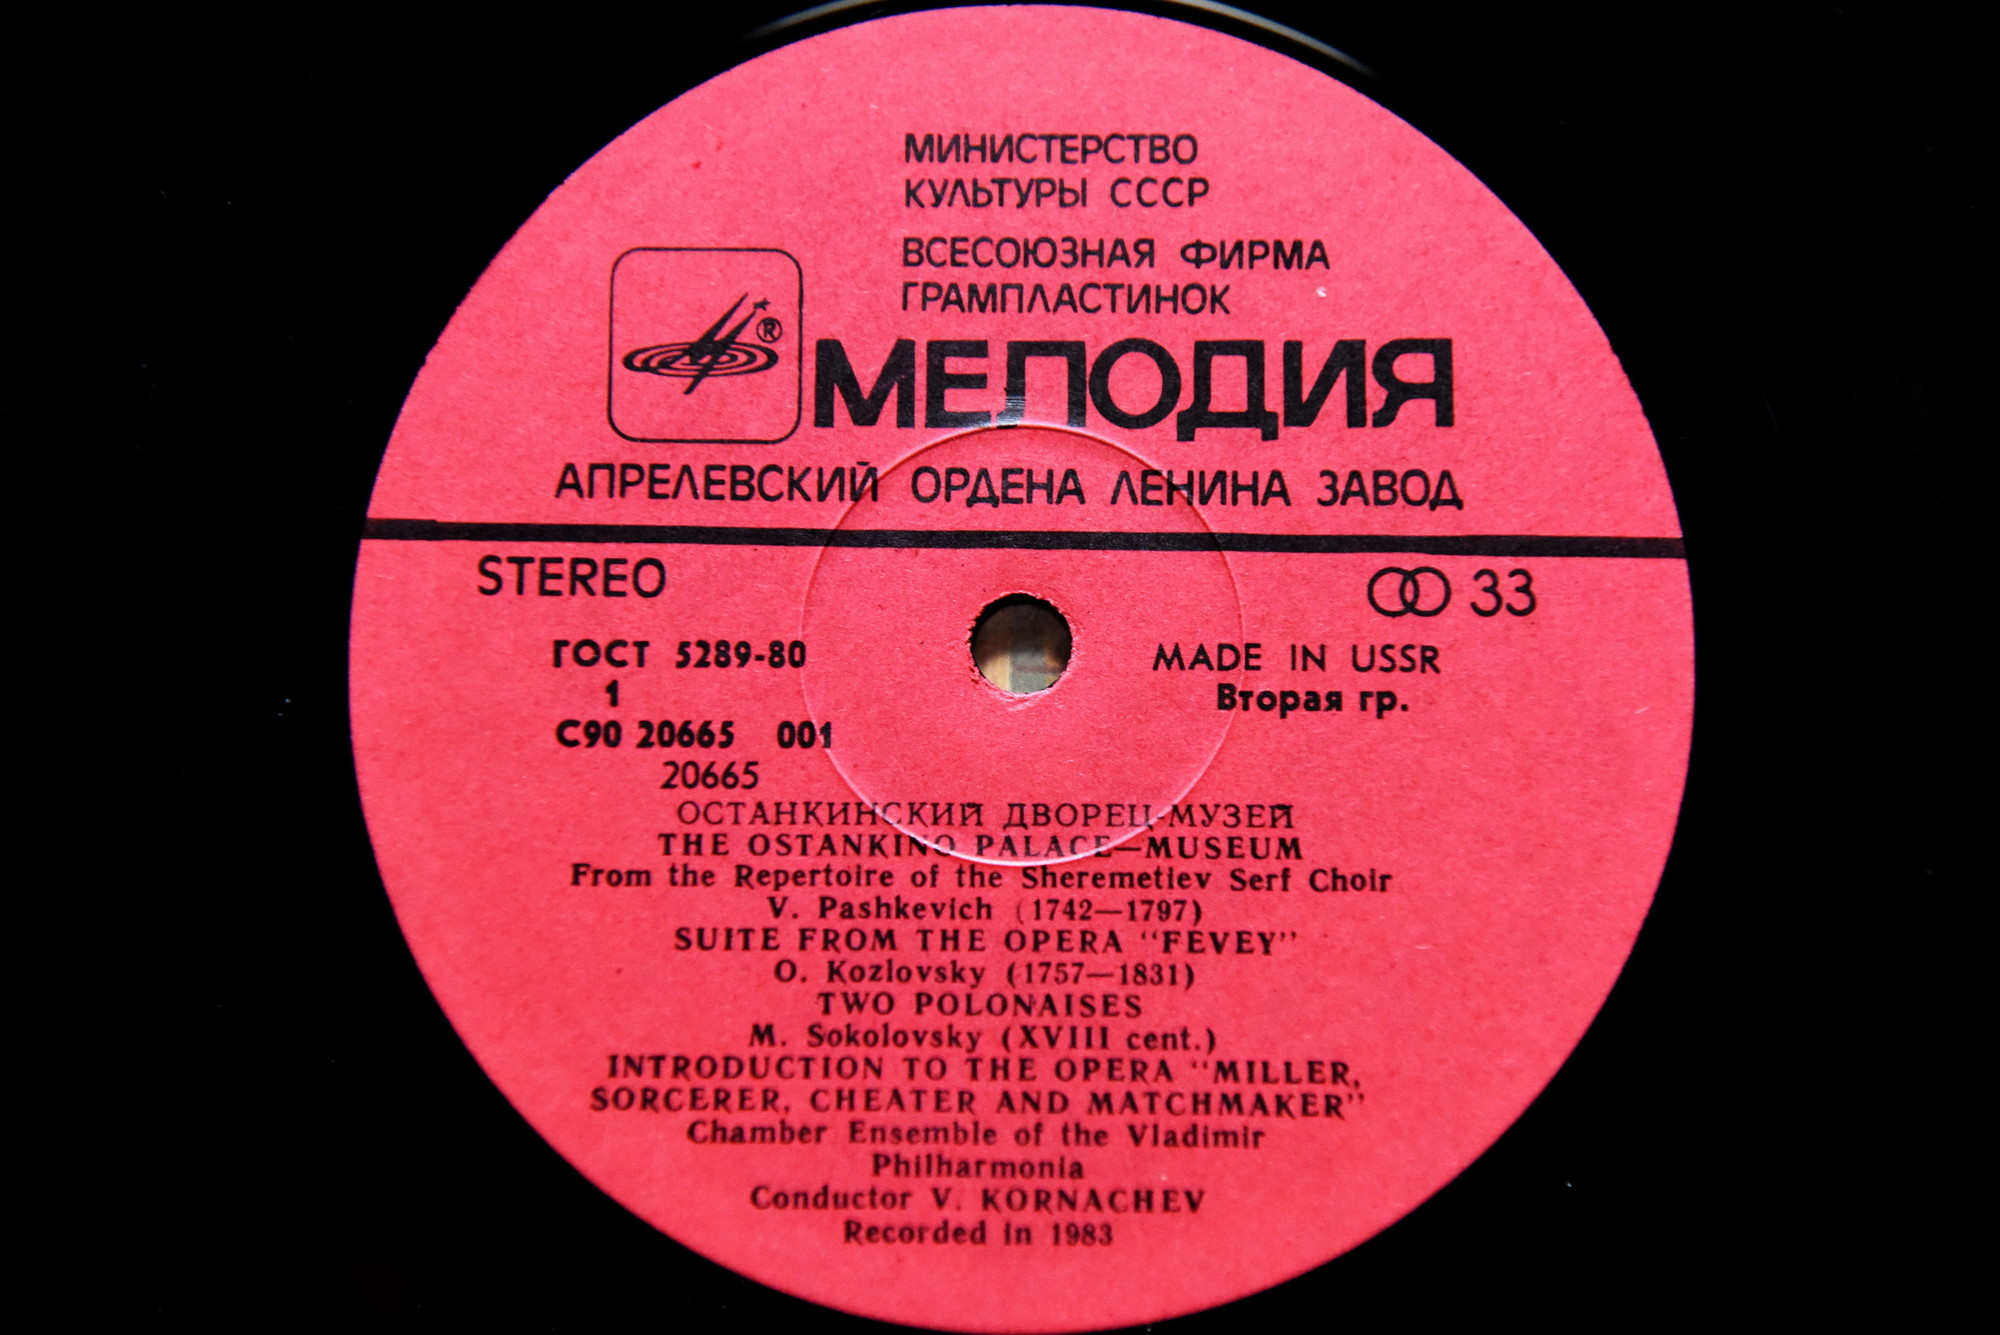 МИНИСТЕРСТВО
КУЛЬТУРЫ СССР
ВСЕСОЮЗНАЯ ФИРМА
ГРАМПЛАСТИНОК
®
МЕЛОДИЯ
АПРЕЛЕВСКИЙ ОРДЕНА ЛЕНИНА ЗАВОД
STEREO
33
ГОСТ 5289-80
MADE IN USSR
1
Вторая гр.
С90 20665 001
20665
ОСТАНКИНСКИЙ ДВОРЕЦ-МУЗЕЙ
THE OSTANKINO PALACE—MUSEUM
From the Repertoire of the Sheremetiev Serf Choir
V. Pashkevich (1742—1797)
SUITE FROM THE OPERA "FEVEY"
O. Kozlovsky (1757—1831)
TWO POLONAISES
M. Sokolovsky (XVIII cent.)
INTRODUCTION TO THE OPERA "MILLER,
SORCERER, CHEATER AND MATCHMAKER"
Chamber Ensemble of the Vladimir
Philharmonia
Conductor V. KORNACHEV
Recorded in 1983